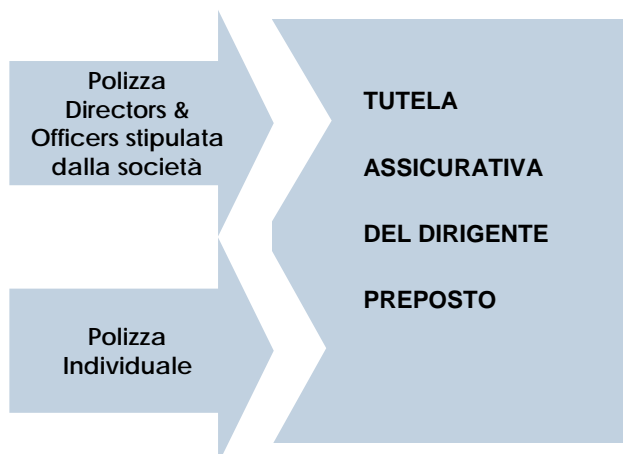 Polizza
Directors &
Officers stipulata
dalla società
TUTELA
ASSICURATIVA
DEL DIRIGENTE
PREPOSTO
Polizza
Individuale